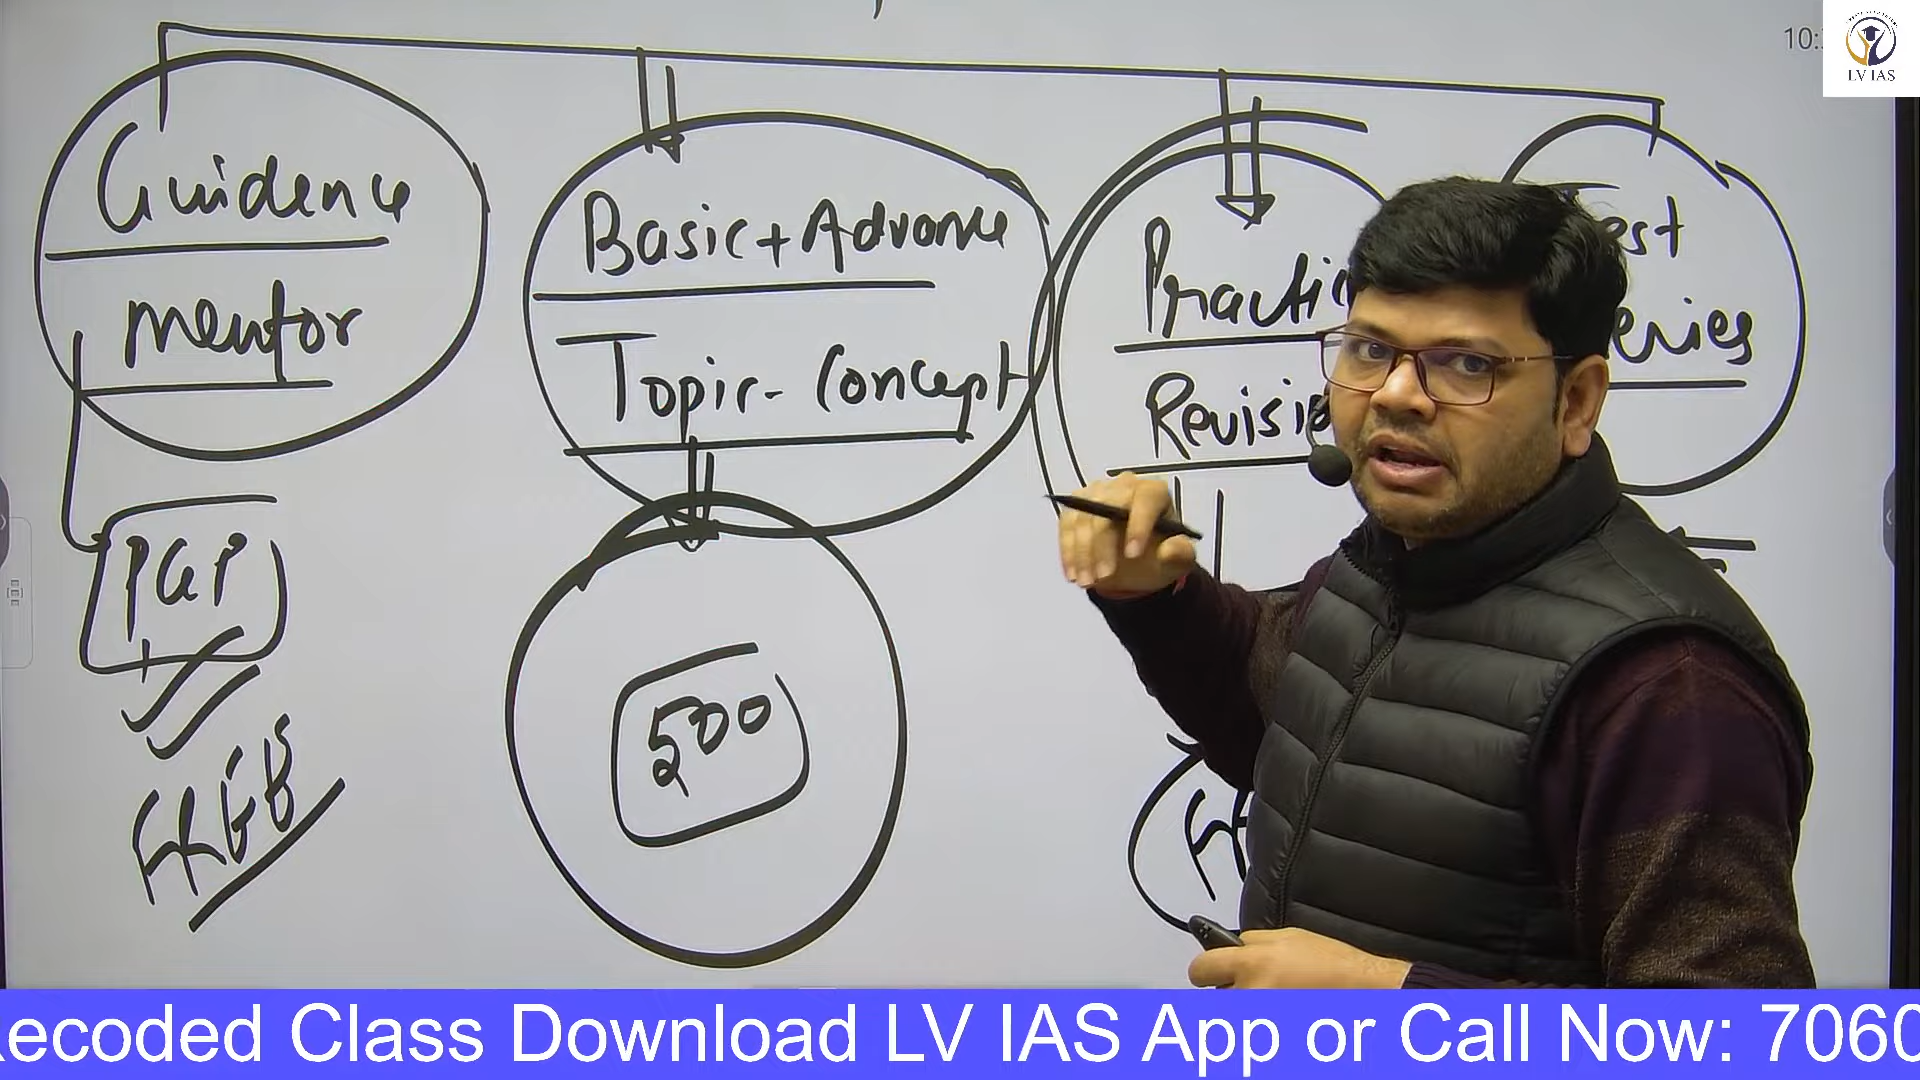 10:
LV IAS
Guidence
Mentor
Basic + Advance
Topic - Concept
Practic
Revisio
est
eries
PGP
FREE
500
ecoded Class Download LV IAS App or Call Now: 7060